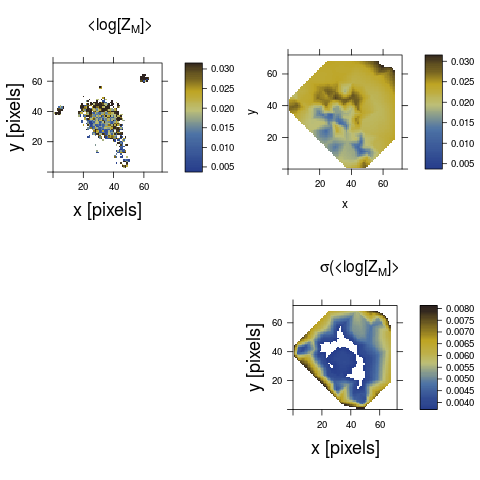 <log[Z_M]>
60
40
20
20 40 60
y [pixels]
x [pixels]
0.030
0.025
0.020
0.015
0.010
0.005
60
40
20
20 40 60
y
x
0.030
0.025
0.020
0.015
0.010
0.005
σ(<log[Z_M]>
60
40
20
20 40 60
y [pixels]
x [pixels]
0.0080
0.0075
0.0070
0.0065
0.0060
0.0055
0.0050
0.0045
0.0040